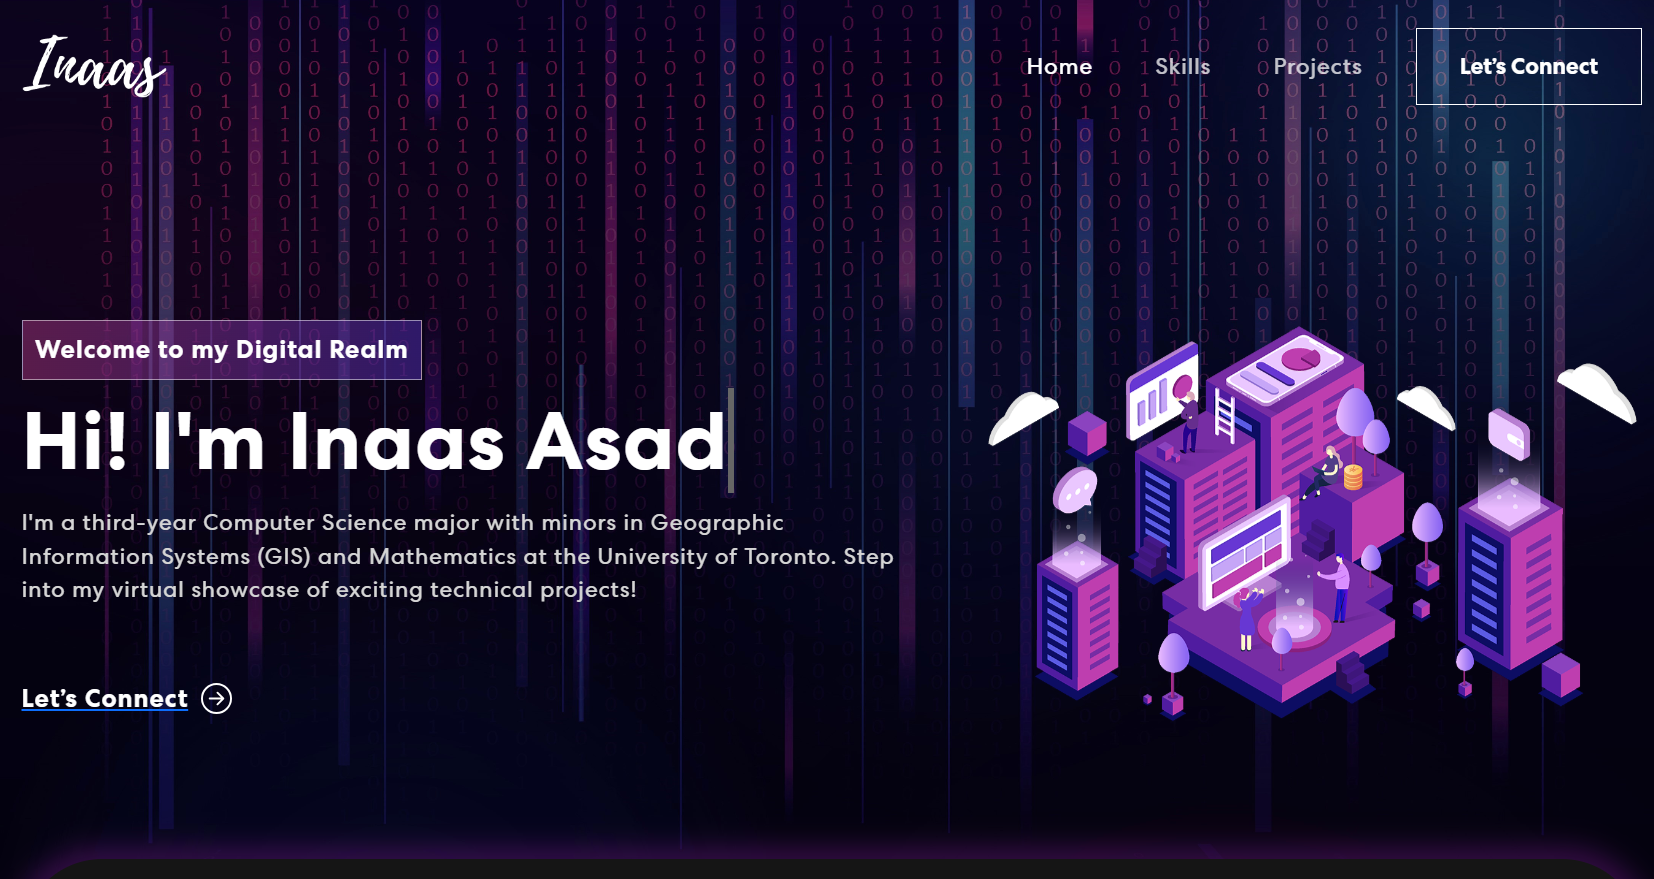 Inaas
Home
Skills
Projects
Let's Connect
Welcome to my Digital Realm
Hi! I'm Inaas Asad
I'm a third-year Computer Science major with minors in Geographic
Information Systems (GIS) and Mathematics at the University of Toronto. Step
into my virtual showcase of exciting technical projects!
Let's Connect